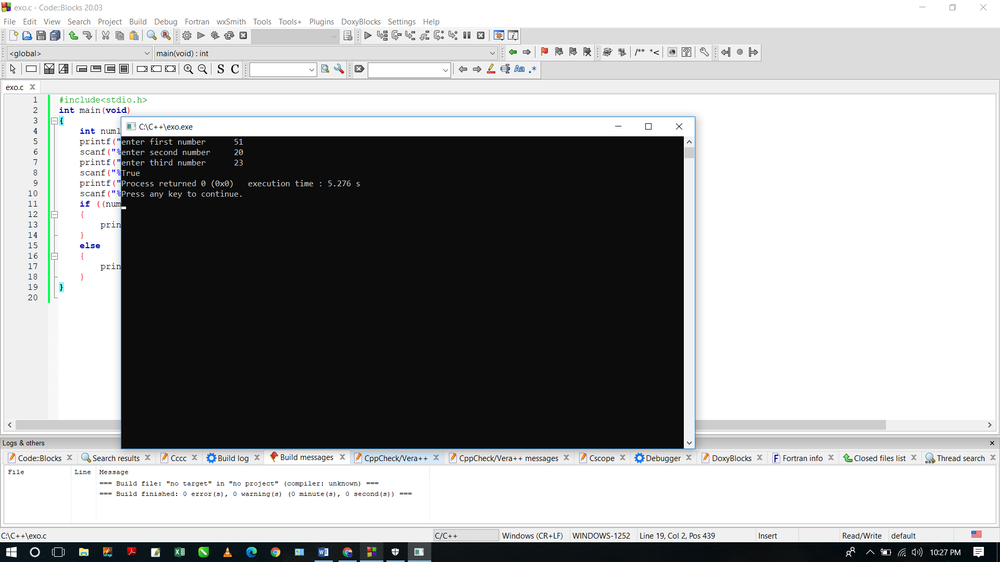 exo.c - Code::Blocks 20.03
File Edit View Search Project Build Debug Fortran wxSmith Tools Tools+ Plugins DoxyBlocks Settings Help
<global> main(void) : int
/** *<
S C Aa .*
exo.c
1 #include<stdio.h>
2 int main(void)
3 {
C:\C++\exo.exe
4 int num1
5 printf("
enter first number 51
6 scanf("%
enter second number 20
7 printf("
enter third number 23
8 scanf("%
True
9 printf("
Process returned 0 (0x0) execution time : 5.276 s
10 scanf("%
Press any key to continue.
11 if ((num
12 {
13 prin
14 }
15 else
16 {
17 prin
18 }
19 }
20
Logs & others
Code::Blocks Search results Cccc Build log Build messages CppCheck/Vera++ CppCheck/Vera++ messages Cscope Debugger DoxyBlocks Fortran info Closed files list Thread search
File Line Message
=== Build file: "no target" in "no project" (compiler: unknown) ===
=== Build finished: 0 error(s), 0 warning(s) (0 minute(s), 0 second(s)) ===
C:\C++\exo.c C/C++ Windows (CR+LF) WINDOWS-1252 Line 19, Col 2, Pos 439 Insert Read/Write default
10:27 PM